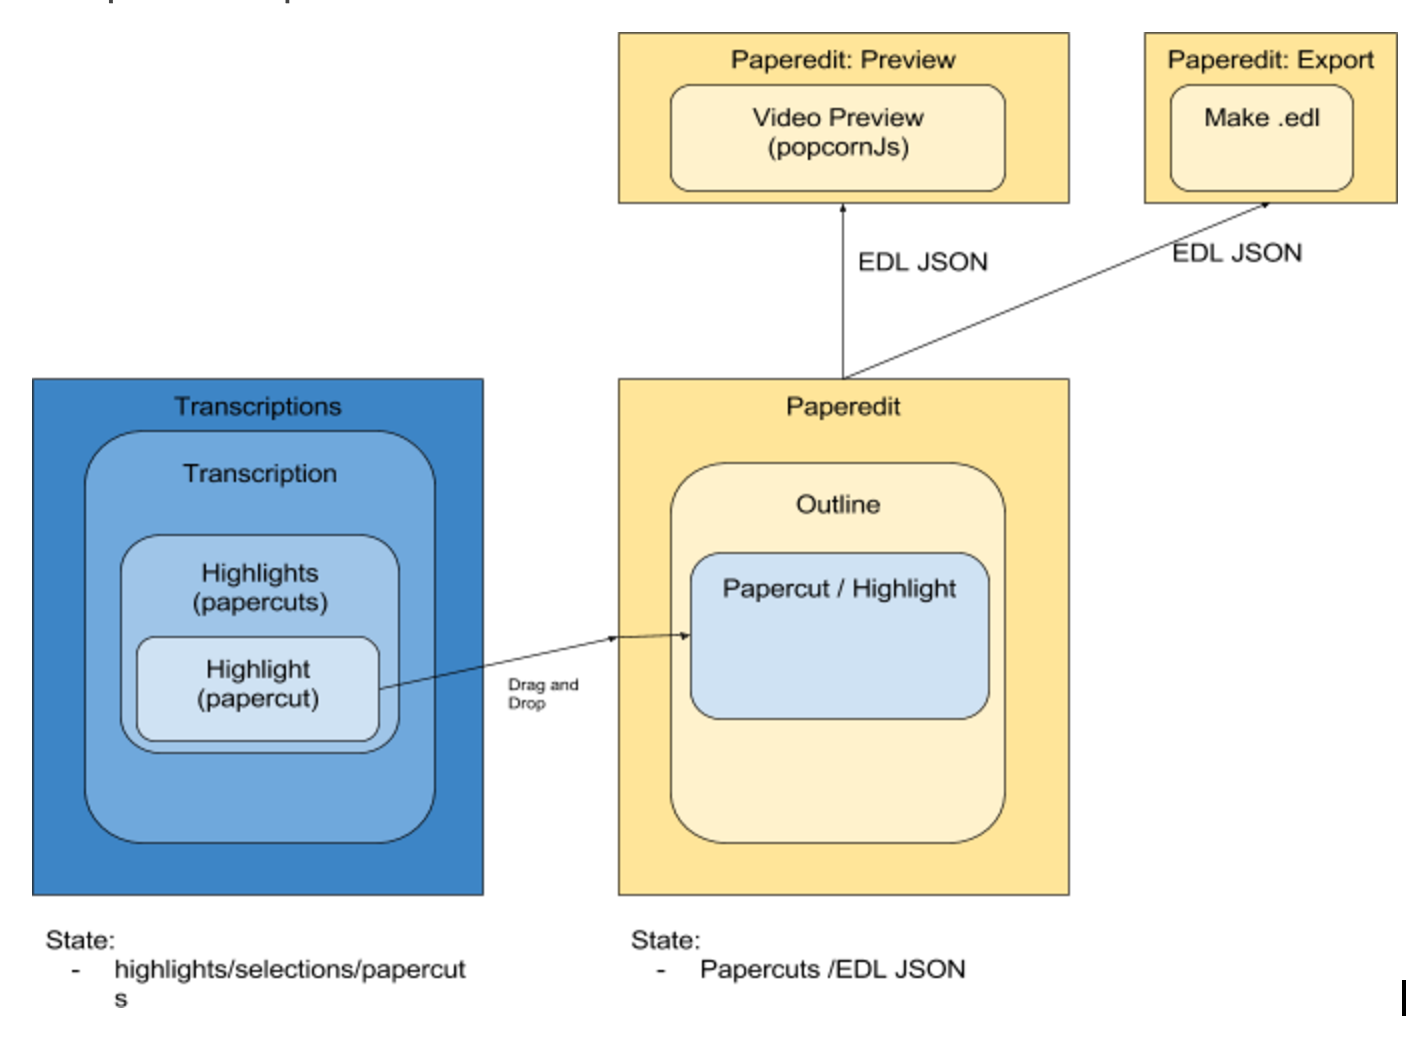 Paperedit: Preview
Video Preview
(popcornJs)
Paperedit: Export
Make .edl
EDL JSON
EDL JSON
Transcriptions
Transcription
Highlights
(papercuts)
Highlight
(papercut)
Drag and
Drop
Paperedit
Outline
Papercut / Highlight
State:
- highlights/selections/papercut
s
State:
- Papercuts /EDL JSON